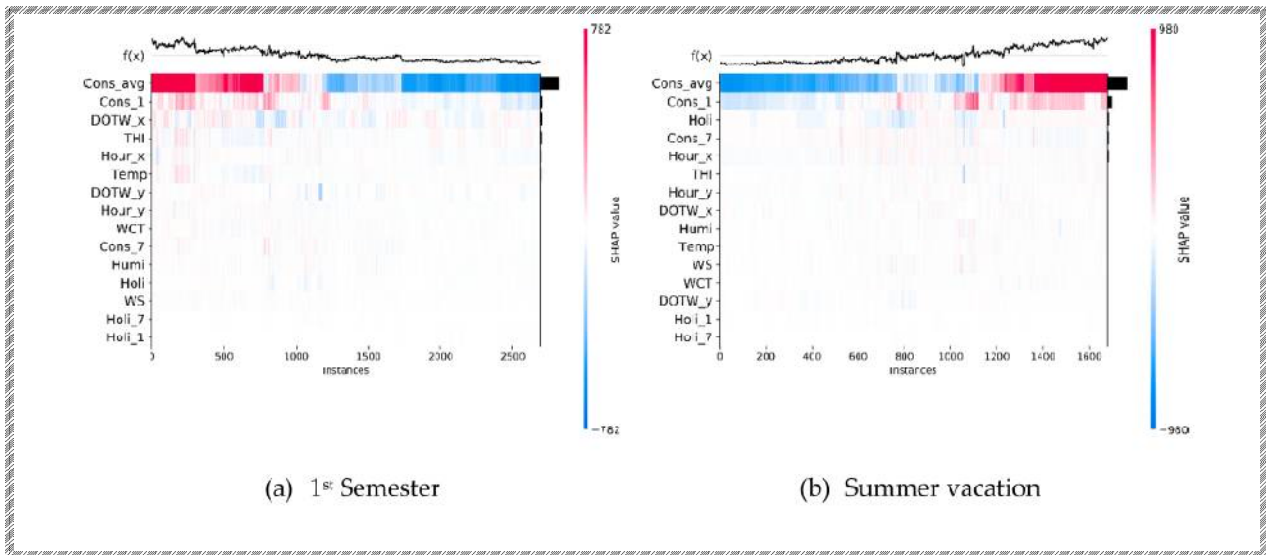 782
f(x)
Cons_avg
Cons_1
DOTW_x
THI
Hour_x
Temp
DOTW_y
Hour_y
WCT
Cons_7
Humi
Holi
WS
Holi_7
Holi_1
0 500 1000 1500 2000 2500
Instances
SHAP value
−782
(a) 1st Semester
980
f(x)
Cons_avg
Cons_1
Holi
Cons_7
Hour_x
THI
Hour_y
DOTW_x
Humi
Temp
WS
WCT
DOTW_y
Holi_1
Holi_7
0 200 400 600 800 1000 1200 1400 1600
Instances
SHAP value
−980
(b) Summer vacation